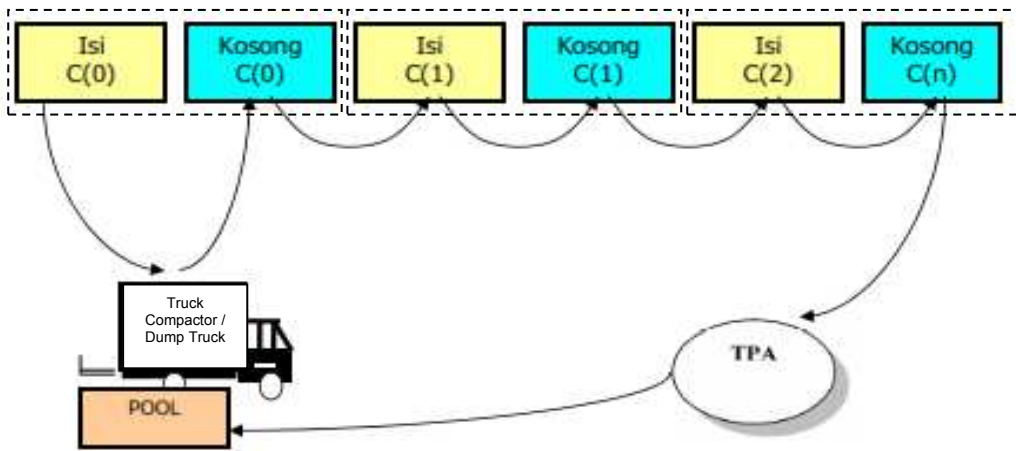 Isi
C(0)
Kosong
C(0)
Isi
C(1)
Kosong
C(1)
Isi
C(2)
Kosong
C(n)
Truck
Compactor /
Dump Truck
POOL
TPA